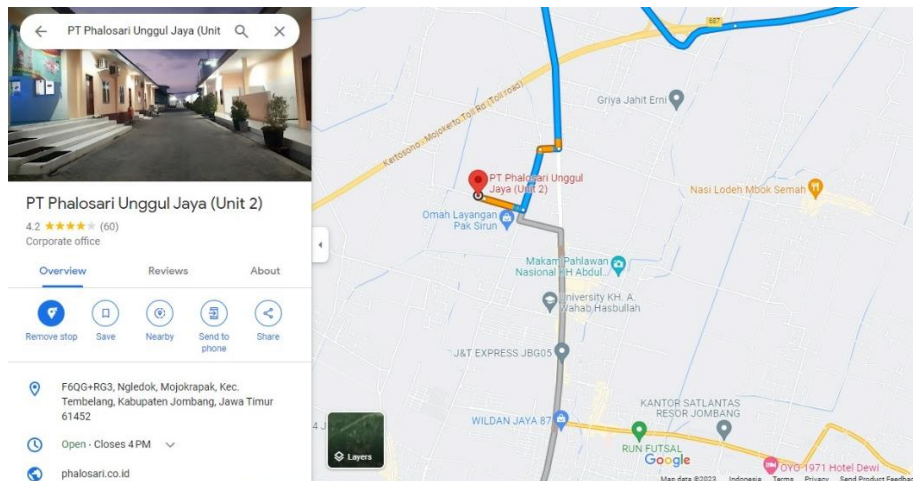 PT Phalosari Unggul Jaya (Unit
PT Phalosari Unggul Jaya (Unit 2)
4.2 (60)
Corporate office
Overview Reviews About
Remove stop Save Nearby Send to phone Share
F6QG+RG3, Ngledok, Mojokrapak, Kec.
Tembelang, Kabupaten Jombang, Jawa Timur
61452
Open · Closes 4 PM
phalosari.co.id
687
Kertosono - Mojokerto Toll Rd (Toll road)
Griya Jahit Erni
PT Phalosari Unggul
Jaya (Unit 2)
Nasi Lodeh Mbok Semah
Omah Layangan
Pak Sirun
Makam Pahlawan
Nasional KH Abdul..
University KH. A.
Wahab Hasbullah
J&T EXPRESS JBG05
KANTOR SATLANTAS
RESOR JOMBANG
WILDAN JAYA 87
RUN FUTSAL
Layers
Google
OYO 1971 Hotel Dewi
Map data ©2023 Indonesia Terms Privacy Send Product Feedbac